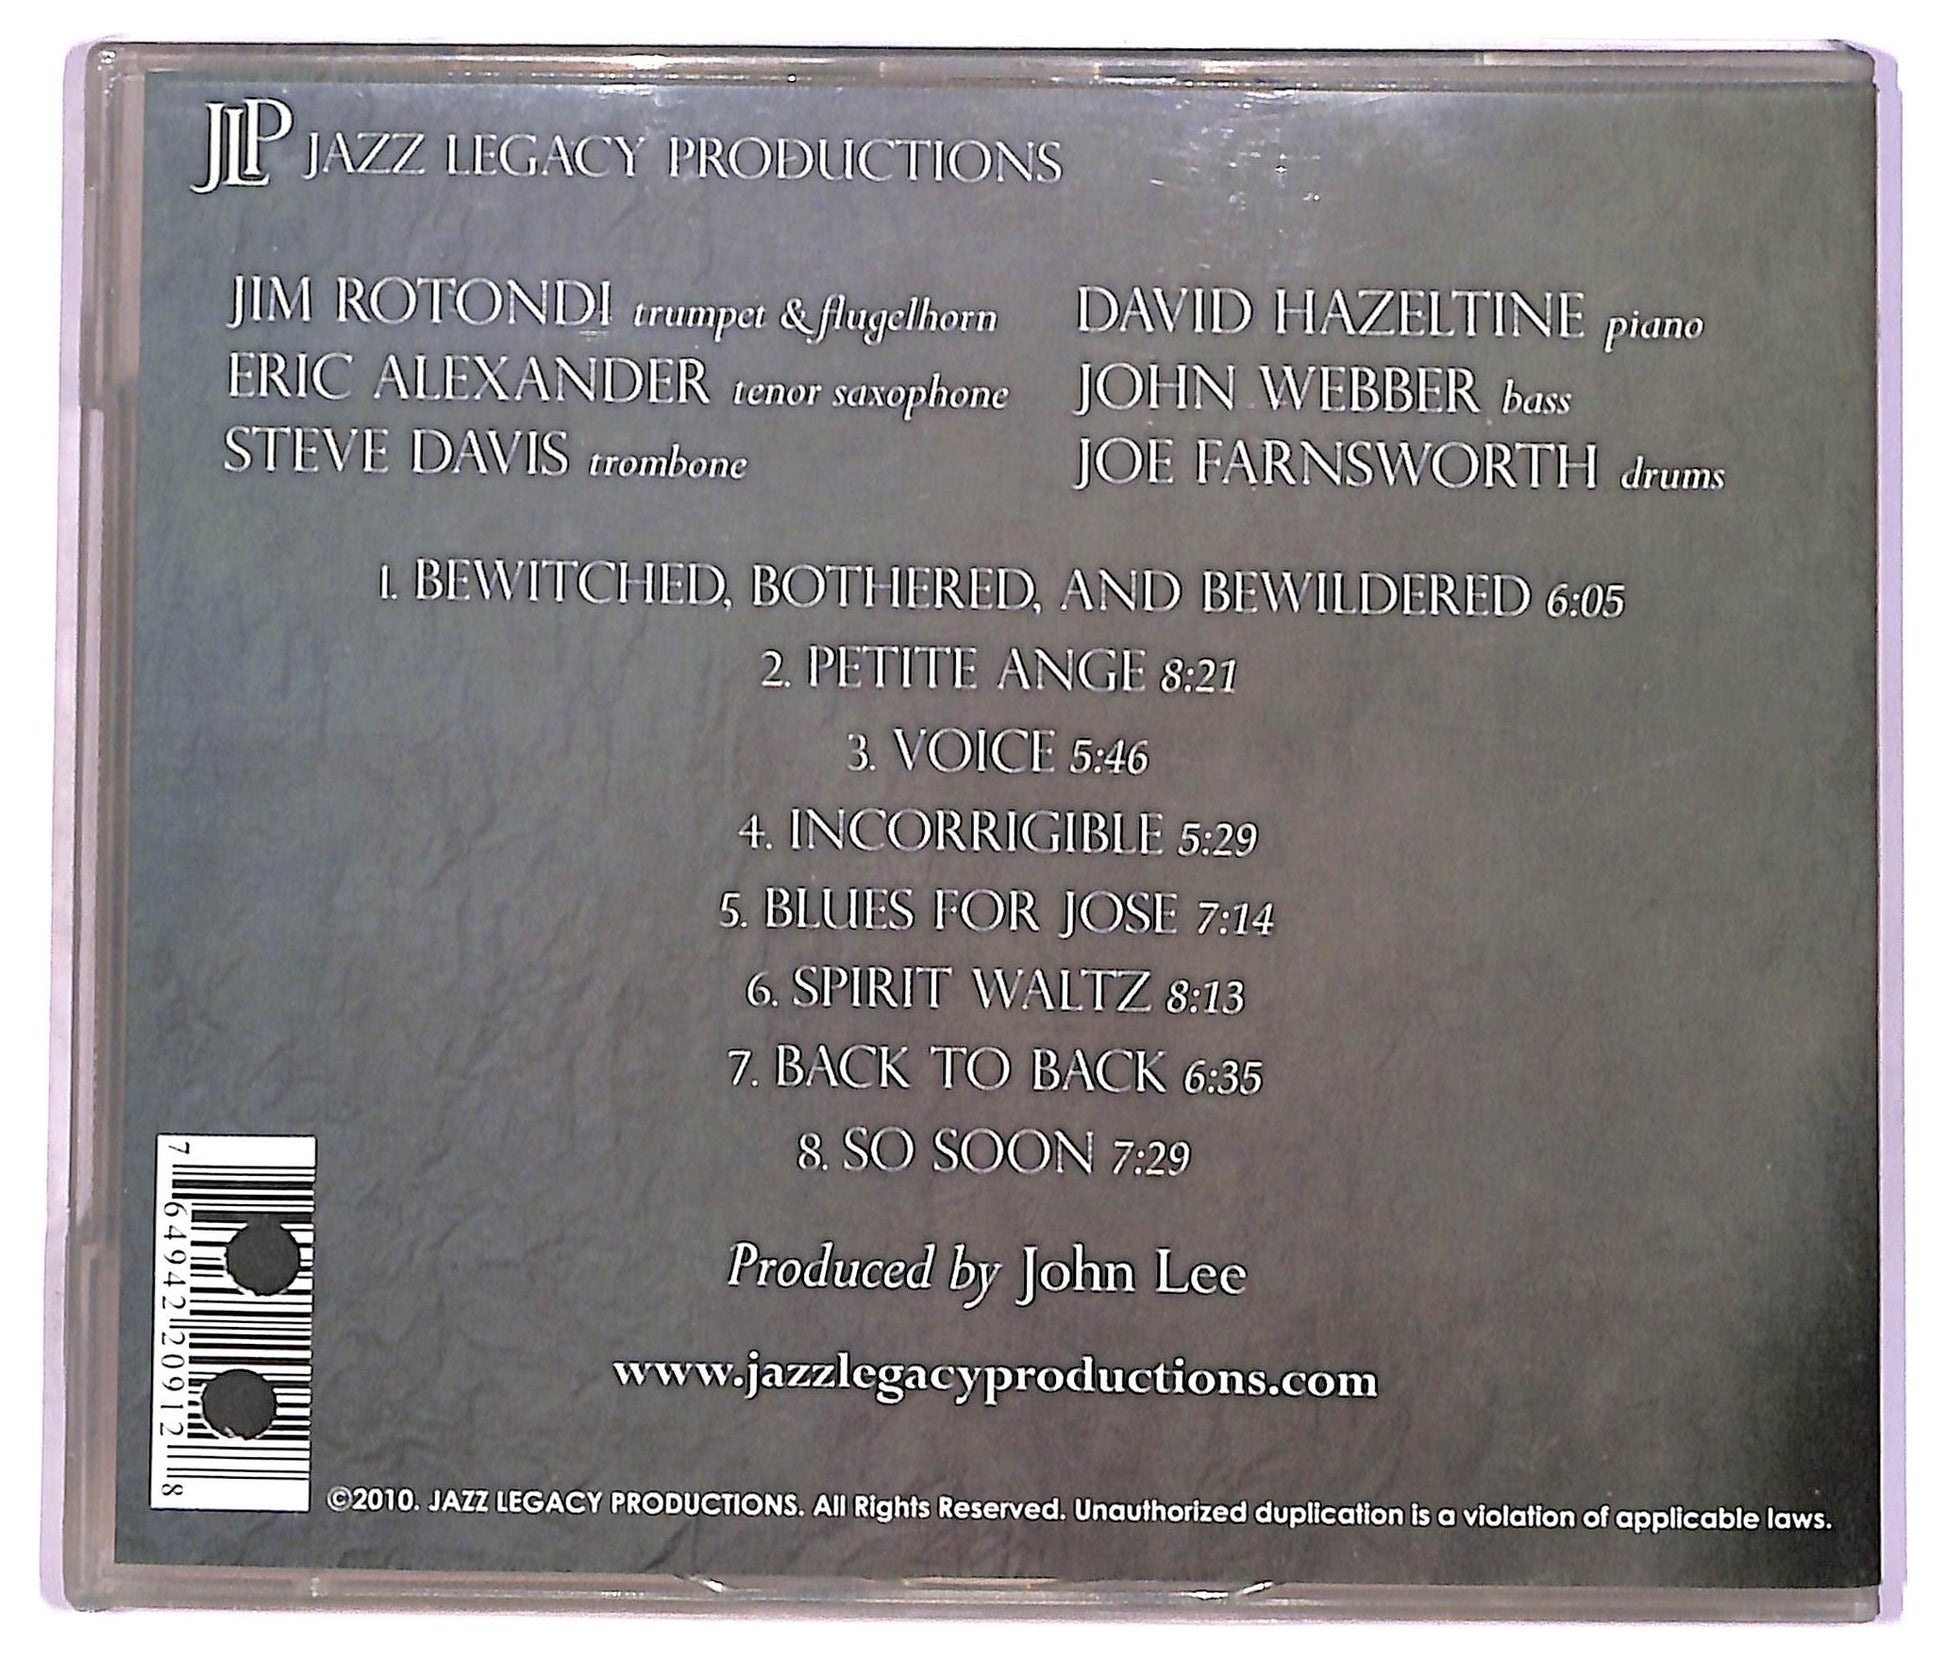 JLP JAZZ LEGACY PRODUCTIONS
JIM ROTONDI trumpet & flugelhorn
ERIC ALEXANDER tenor saxophone
STEVE DAVIS trombone
DAVID HAZELTINE piano
JOHN WEBBER bass
JOE FARNSWORTH drums
1. BEWITCHED, BOTHERED, AND BEWILDERED 6:05
2. PETITE ANGE 8:21
3. VOICE 5:46
4. INCORRIGIBLE 5:29
5. BLUES FOR JOSE 7:14
6. SPIRIT WALTZ 8:13
7. BACK TO BACK 6:35
8. SO SOON 7:29
Produced by John Lee
www.jazzlegacyproductions.com
7 64942 20912 8
©2010. JAZZ LEGACY PRODUCTIONS. All Rights Reserved. Unauthorized duplication is a violation of applicable laws.